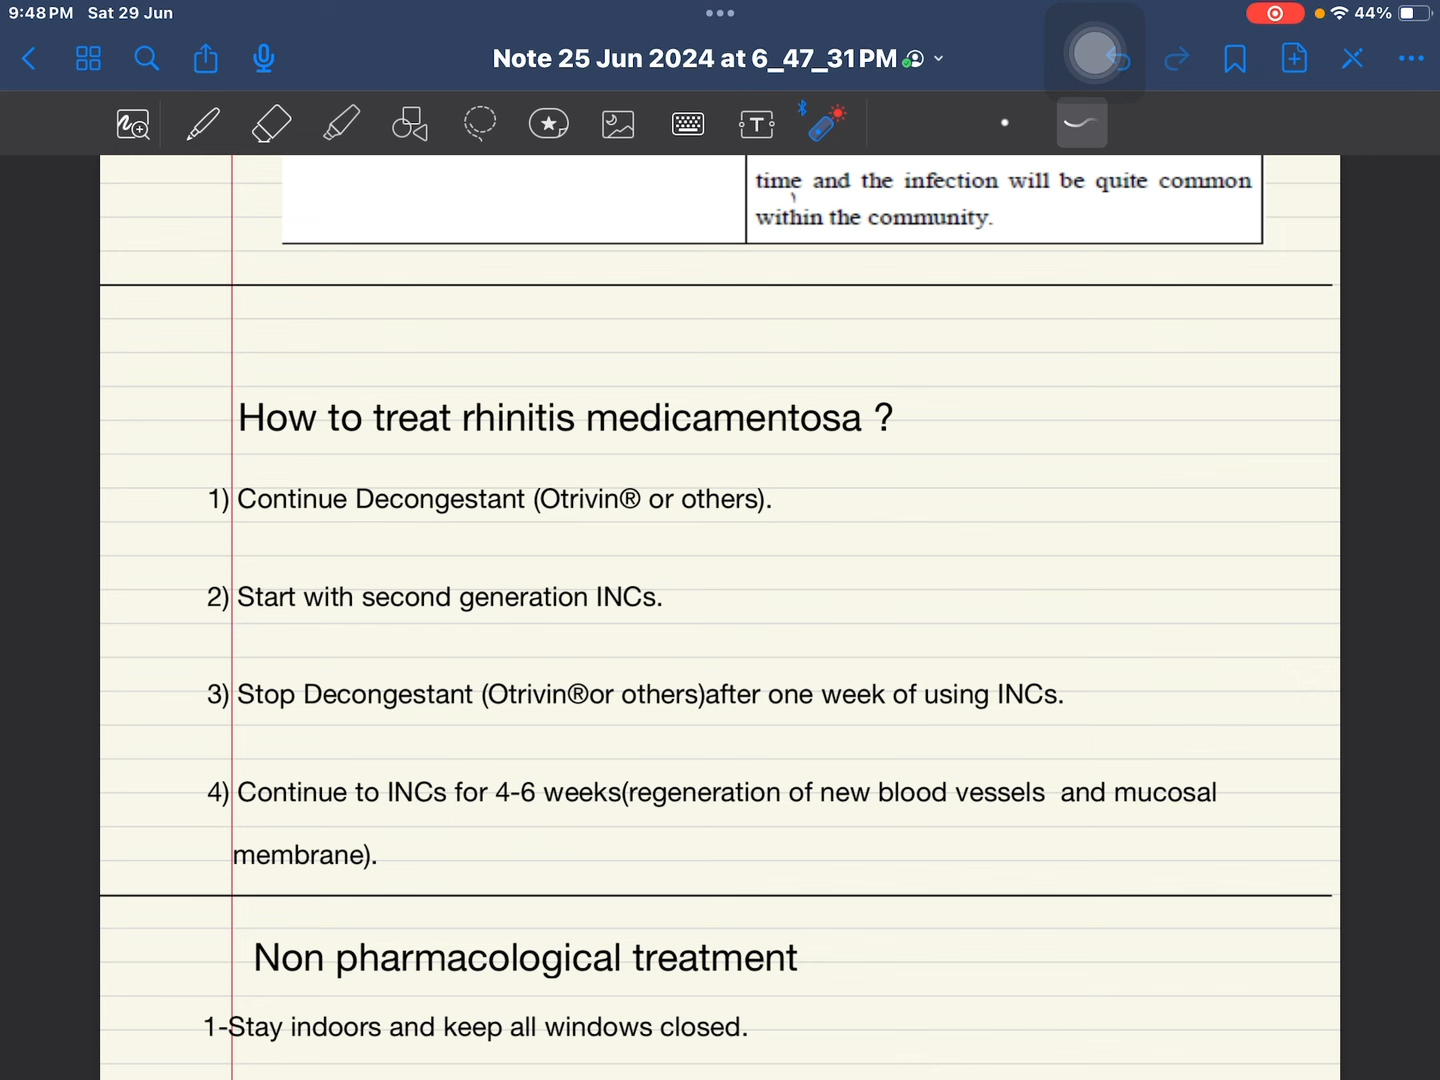 9:48 PM Sat 29 Jun
44%
Note 25 Jun 2024 at 6_47_31 PM
time and the infection will be quite common
within the community.
How to treat rhinitis medicamentosa ?
1) Continue Decongestant (Otrivin® or others).
2) Start with second generation INCs.
3) Stop Decongestant (Otrivin®or others)after one week of using INCs.
4) Continue to INCs for 4-6 weeks(regeneration of new blood vessels and mucosal
membrane).
Non pharmacological treatment
1-Stay indoors and keep all windows closed.